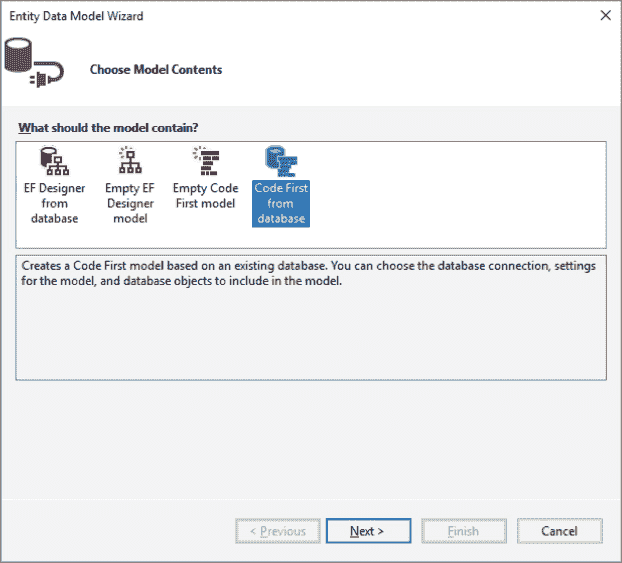 Entity Data Model Wizard
Choose Model Contents
What should the model contain?
EF Designer from database
Empty EF Designer model
Empty Code First model
Code First from database
Creates a Code First model based on an existing database. You can choose the database connection, settings
for the model, and database objects to include in the model.
< Previous
Next >
Finish
Cancel